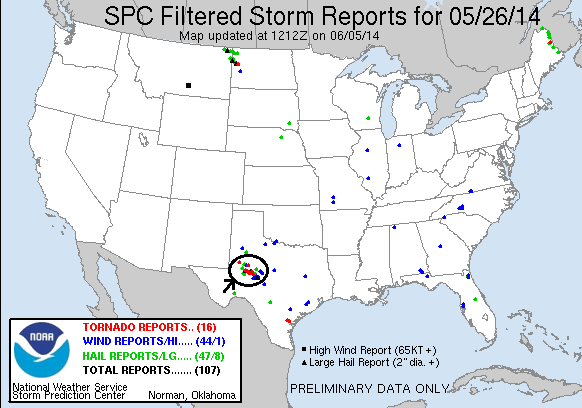 SPC Filtered Storm Reports for 05/26/14
Map updated at 1212Z on 06/05/14
NOAA
TORNADO REPORTS.. (16)
WIND REPORTS/HI..... (44/1)
HAIL REPORTS/LG..... (47/8)
TOTAL REPORTS....... (107)
National Weather Service
Storm Prediction Center Norman, Oklahoma
High Wind Report (65KT +)
Large Hail Report (2" dia. +)
PRELIMINARY DATA ONLY